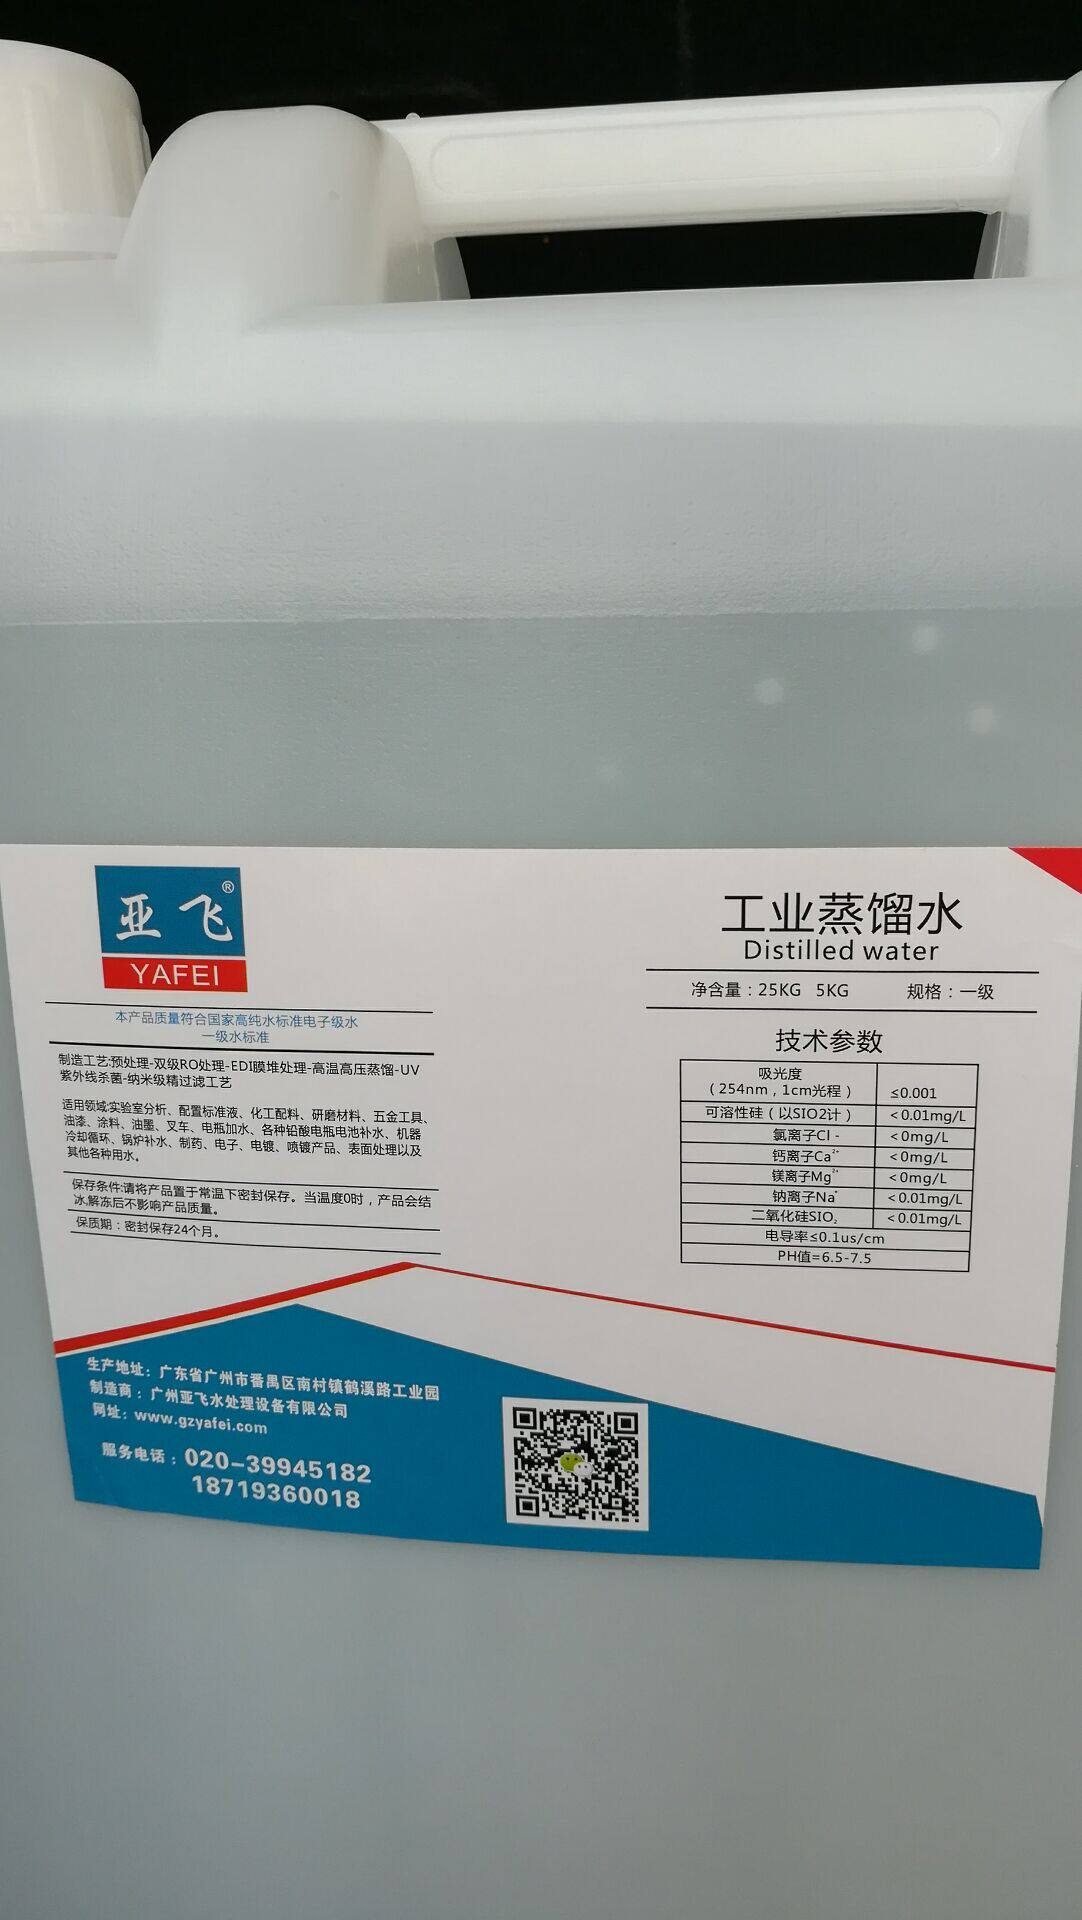 亚飞®
YAFEI
本产品质量符合国家高纯水标准电子级水
一级水标准
制造工艺:预处理-双级RO处理-EDI膜堆处理-高温高压蒸馏-UV
紫外线杀菌-纳米级精过滤工艺
适用领域:实验室分析、配置标准液、化工配料、研磨材料、五金工具、
油漆、涂料、油墨、叉车、电瓶加水、各种铅酸电瓶电池补水、机器
冷却循环、锅炉补水、制药、电子、电镀、喷镀产品、表面处理以及
其他各种用水。
保存条件:请将产品置于常温下密封保存。当温度0时，产品会结
冰,解冻后不影响产品质量。
保质期：密封保存24个月。
工业蒸馏水
Distilled water
净含量：25KG 5KG 规格：一级
技术参数
吸光度
（254nm，1cm光程） ≤0.001
可溶性硅（以SIO2计） <0.01mg/L
氯离子Cl - <0mg/L
钙离子Ca²⁺ <0mg/L
镁离子Mg²⁺ <0mg/L
钠离子Na⁺ <0.01mg/L
二氧化硅SIO₂ <0.01mg/L
电导率≤0.1us/cm
PH值=6.5-7.5
生产地址：广东省广州市番禺区南村镇鹤溪路工业园
制造商：广州亚飞水处理设备有限公司
网址：www.gzyafei.com
服务电话：020-39945182
18719360018